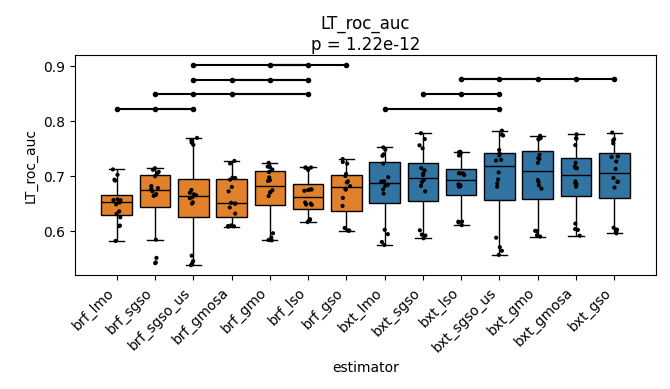 LT_roc_auc
p = 1.22e-12
LT_roc_auc
0.9
0.8
0.7
0.6
brf_lmo
brf_sgso
brf_sgso_us
brf_gmosa
brf_gmo
brf_lso
brf_gso
bxt_lmo
bxt_sgso
bxt_lso
bxt_sgso_us
bxt_gmo
bxt_gmosa
bxt_gso
estimator